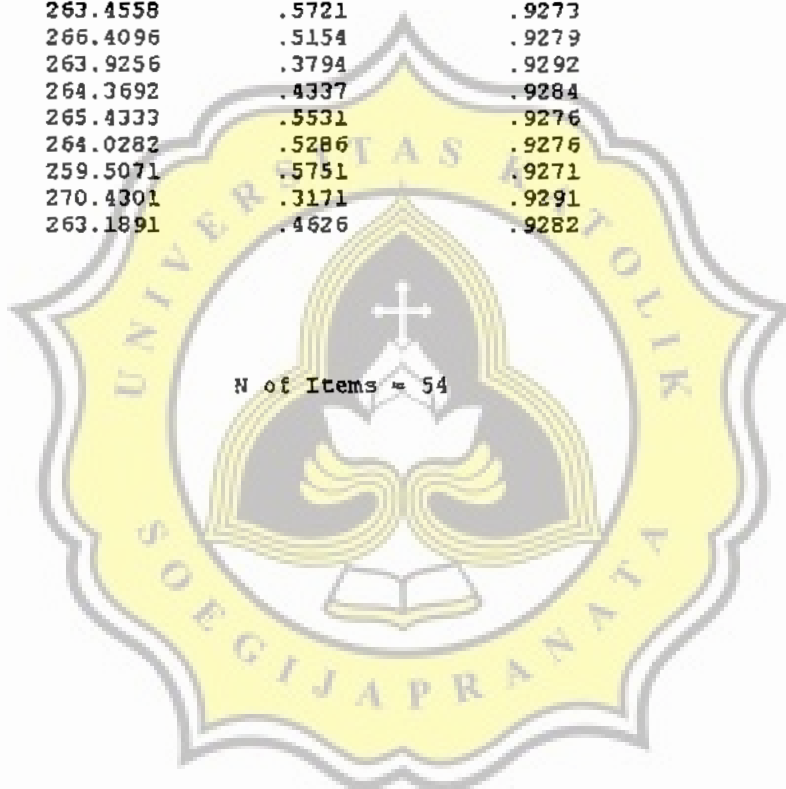 263.4558 .5721 .9273
266.4096 .5154 .9279
263.9256 .3794 .9292
264.3692 .4337 .9284
265.4333 .5531 .9276
264.0282 .5286 .9276
259.5071 .5751 .9271
270.4301 .3171 .9291
263.1891 .4626 .9282
N of Items = 54
UNIVERSITAS KATOLIK
SOEGIJAPRANATA